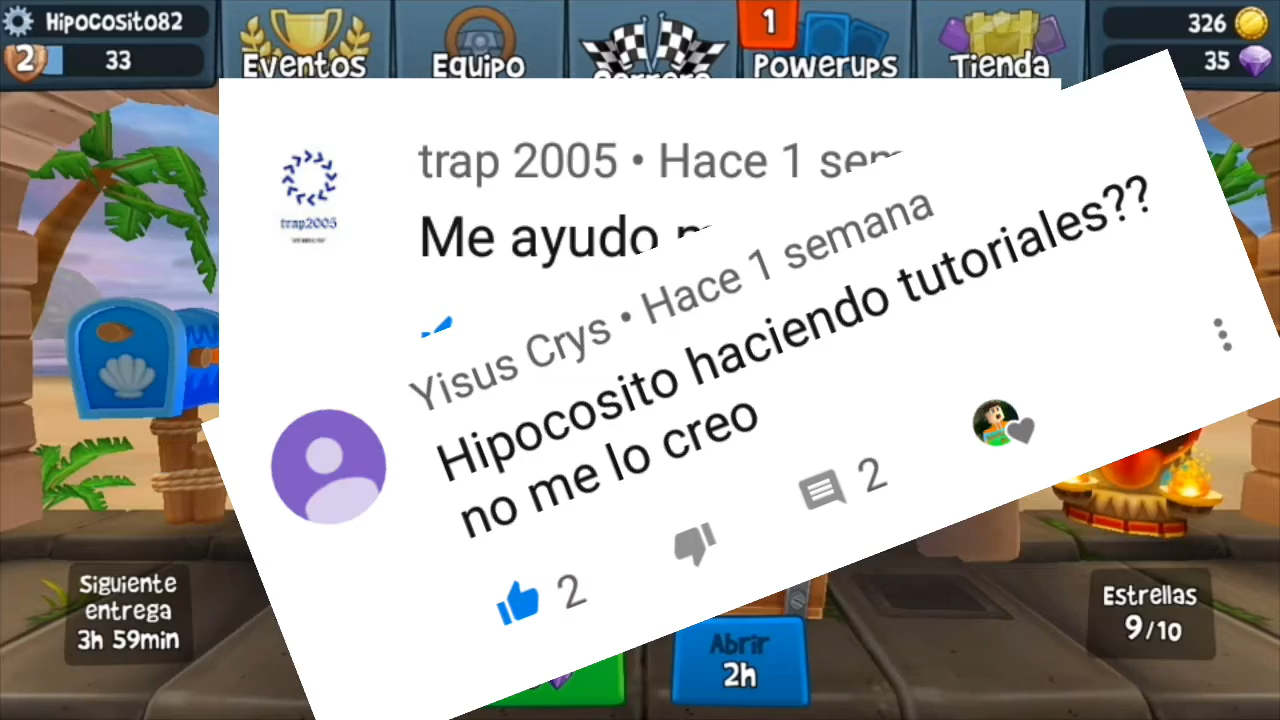 Hipocosito82
2
33
Eventos
Equipo
1
Powerups
Tienda
326
35
trap 2005 • Hace 1
trap2005
Me ayudo
Yisus Crys • Hace 1 semana
Hipocosito haciendo tutoriales??
no me lo creo
2
2
Siguiente
entrega
3h 59min
Abrir
2h
Estrellas
9/10